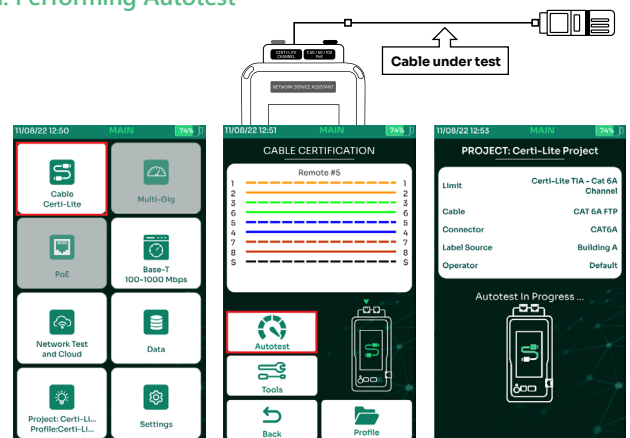 . Performing Autotest
CERTI-LITE CHANNEL
2.5G / 5G / 10G PoE
NETWORK SERVICE ASSISTANT
Cable under test
11/08/22 12:50 MAIN 74%
Cable
Certi-Lite
Multi-Gig
PoE
Base-T
100-1000 Mbps
Network Test
and Cloud
Data
Project: Certi-Li...
Profile:Certi-Li...
Settings
11/08/22 12:51 MAIN 74%
CABLE CERTIFICATION
Remote #5
1 1
2 2
3 3
6 6
5 5
4 4
7 7
8 8
S S
Autotest
Tools
Back
Profile
11/08/22 12:53 MAIN 74%
PROJECT: Certi-Lite Project
Limit Certi-Lite TIA - Cat 6A
Channel
Cable CAT 6A FTP
Connector CAT6A
Label Source Building A
Operator Default
Autotest In Progress ...